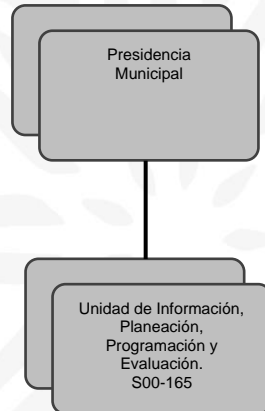 Presidencia
Municipal
Unidad de Información,
Planeación,
Programación y
Evaluación.
S00-165